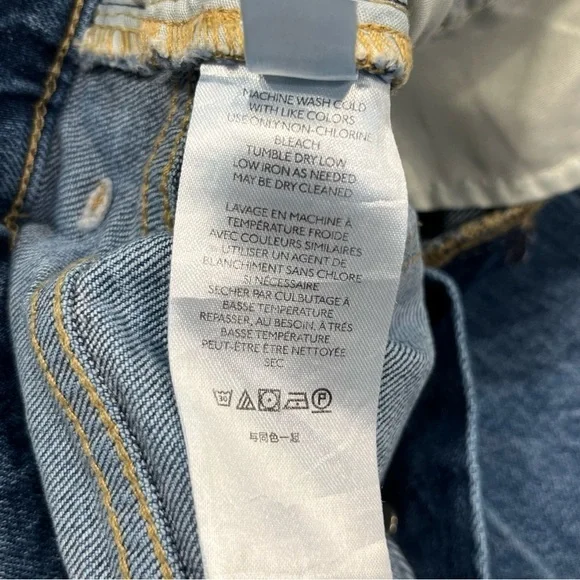 MACHINE WASH COLD
WITH LIKE COLORS
USE ONLY NON-CHLORINE
BLEACH
TUMBLE DRY LOW
LOW IRON AS NEEDED
MAY BE DRY CLEANED
LAVAGE EN MACHINE À
TEMPÉRATURE FROIDE
AVEC COULEURS SIMILAIRES
UTILISER UN AGENT DE
BLANCHIMENT SANS CHLORE
SI NÉCESSAIRE
SÉCHER PAR CULBUTAGE À
BASSE TEMPÉRATURE
REPASSER, AU BESOIN, À TRÈS
BASSE TEMPÉRATURE
PEUT-ÊTRE ÊTRE NETTOYÉE
SEC
30 P
与同色一起